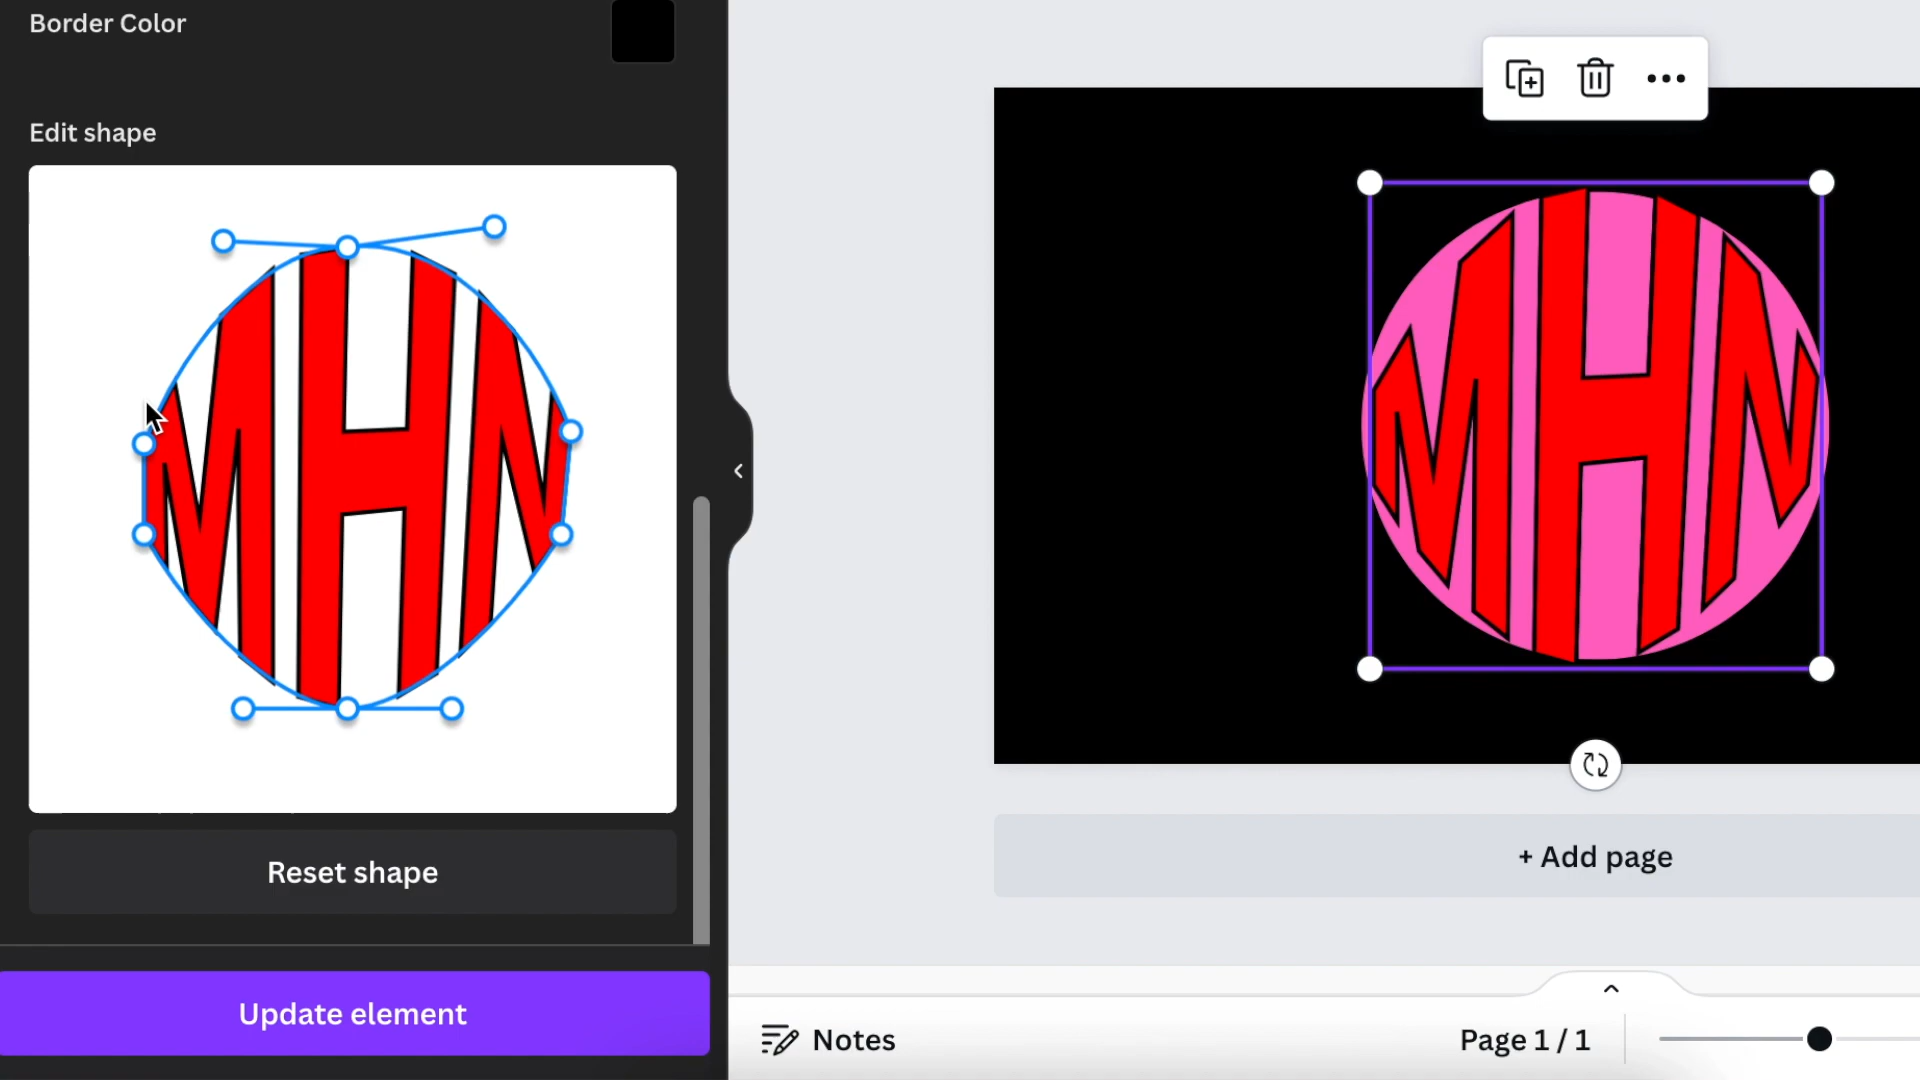 Border Color
Edit shape
MHN
MHN
Reset shape
Update element
+ Add page
Notes
Page 1 / 1